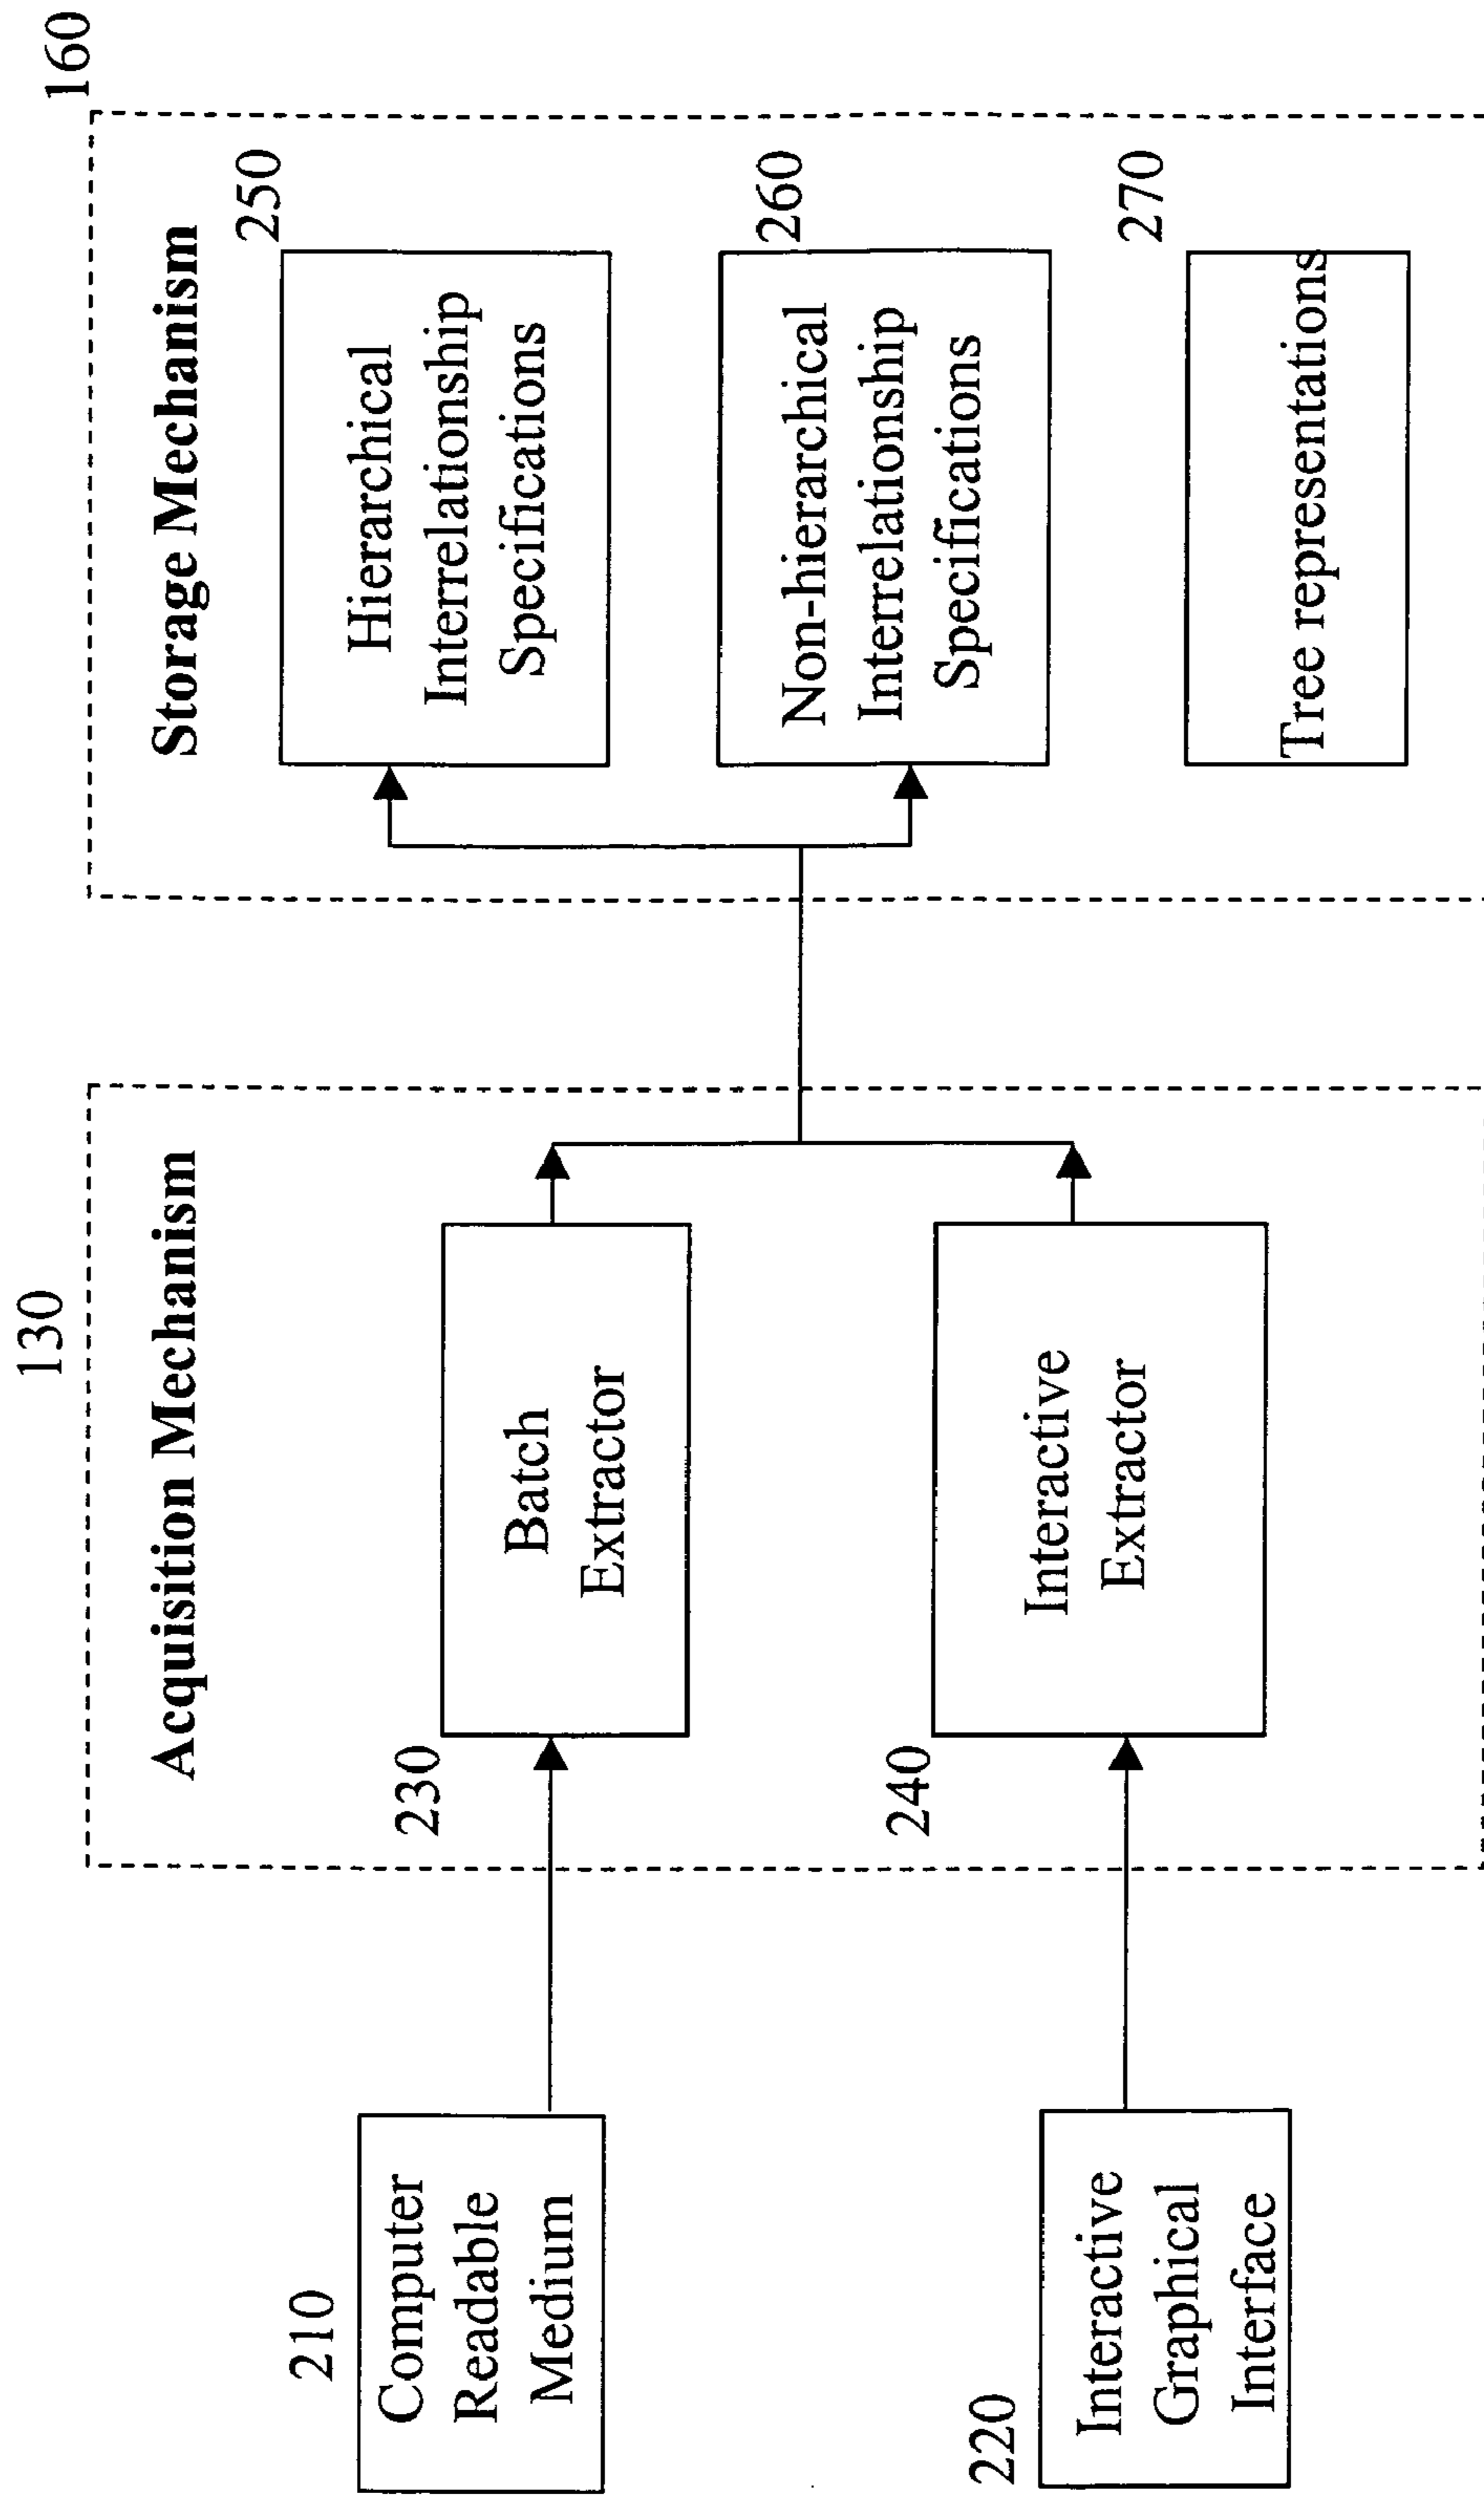 130
160
Acquisition Mechanism
Storage Mechanism
210
Computer
Readable
Medium
230
Batch
Extractor
250
Hierarchical
Interrelationship
Specifications
220
Interactive
Graphical
Interface
240
Interactive
Extractor
260
Non-hierarchical
Interrelationship
Specifications
270
Tree representations